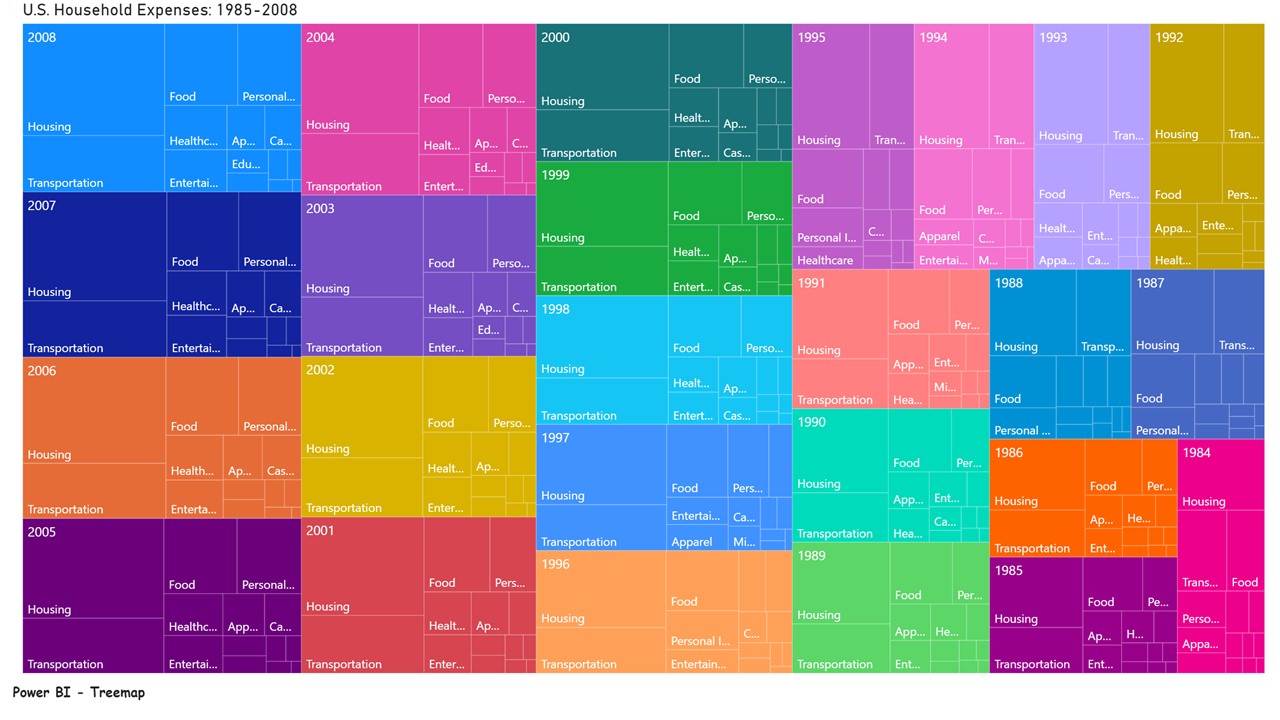 U.S. Household Expenses: 1985-2008
2008
Food
Personal...
Housing
Healthc...
Ap...
Ca...
Edu...
Transportation
Entertai...
2007
Food
Personal...
Housing
Healthc...
Ap...
Ca...
Transportation
Entertai...
2006
Food
Personal...
Housing
Health...
Ap...
Cas...
Transportation
Enterta...
2005
Food
Personal...
Housing
Healthc...
App...
Ca...
Transportation
Entertai...
2004
Food
Perso...
Housing
Healt...
Ap...
C...
Ed...
Transportation
Entert...
2003
Food
Perso...
Housing
Healt...
Ap...
C...
Ed...
Transportation
Enter...
2002
Food
Perso...
Housing
Healt...
Ap...
Transportation
Enter...
2001
Food
Pers...
Housing
Healt...
Ap...
Transportation
Enter...
2000
Food
Perso...
Housing
Healt...
Ap...
Transportation
Enter...
Cas...
1999
Food
Perso...
Housing
Healt...
Ap...
Transportation
Entert...
Cas...
1998
Food
Perso...
Housing
Healt...
Ap...
Transportation
Entert...
Cas...
1997
Food
Pers...
Housing
Entertai...
Ca...
Transportation
Apparel
Mi...
1996
Food
Housing
Personal I...
C...
Transportation
Entertain...
1995
Housing
Tran...
Food
Personal I...
C...
Healthcare
1994
Housing
Tran...
Food
Per...
Apparel
C...
Entertai...
M...
1993
Housing
Tran...
Food
Pers...
Healt...
Ent...
Appa...
Ca...
1992
Housing
Tran...
Food
Pers...
Appa...
Ente...
Healt...
1991
Food
Per...
Housing
App...
Ent...
Mi...
Transportation
Hea...
1990
Food
Per...
Housing
App...
Ent...
Ca...
Transportation
Hea...
1989
Food
Per...
Housing
App...
He...
Transportation
Ent...
1988
Housing
Transp...
Food
Personal ...
1987
Housing
Trans...
Food
Personal...
1986
Food
Per...
Housing
Ap...
He...
Transportation
Ent...
1985
Food
Pe...
Housing
Ap...
H...
Transportation
Ent...
1984
Housing
Trans...
Food
Perso...
Appa...
Power BI - Treemap